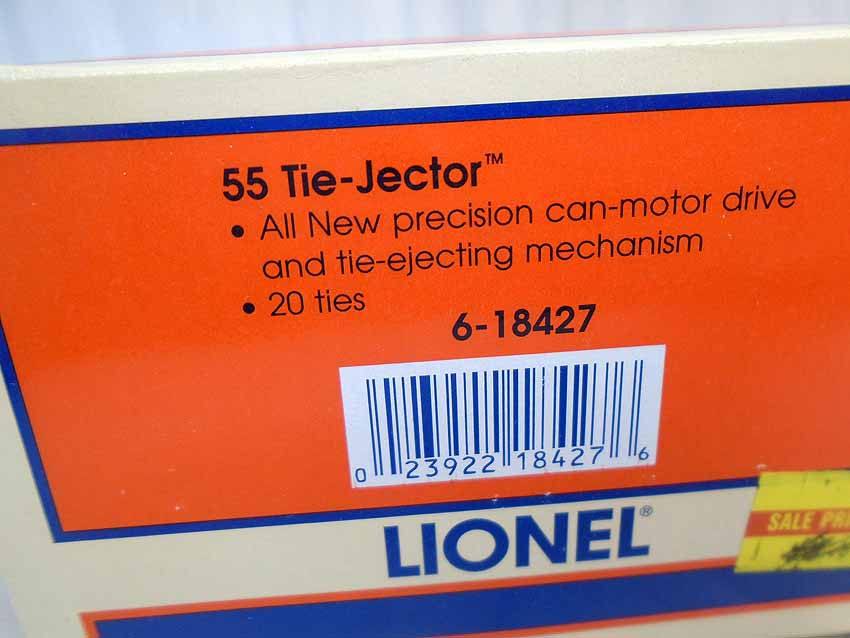 55 Tie-Jector™
• All New precision can-motor drive
and tie-ejecting mechanism
• 20 ties
6-18427
0 23922 18427 6
LIONEL®
SALE